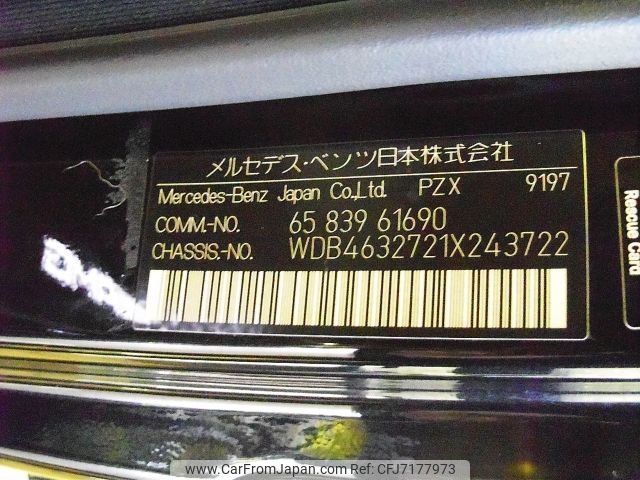 メルセデス・ベンツ日本株式会社
Mercedes-Benz Japan Co.,Ltd. PZX 9197
COMM.-NO. 65 839 61690
CHASSIS.-NO. WDB4632721X243722
Rescue Card
www.CarFromJapan.com ID: CFJ7177973